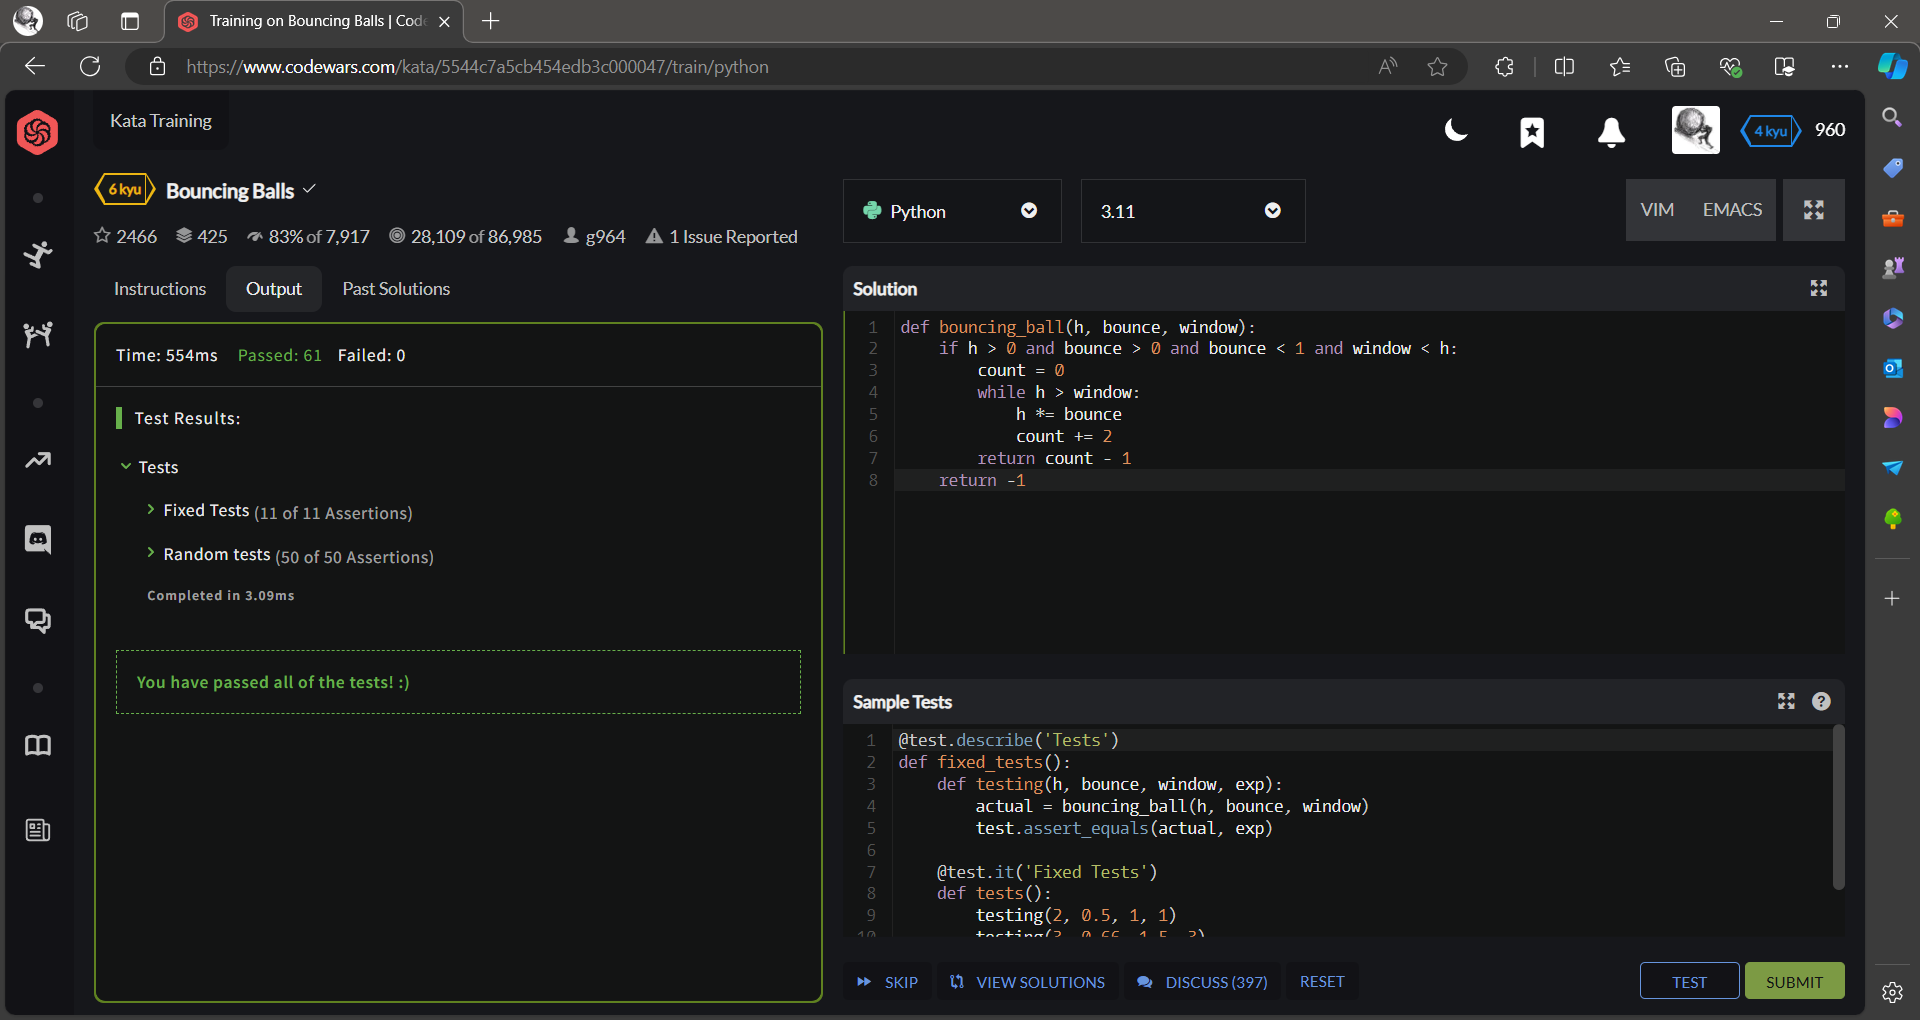 Training on Bouncing Balls | Code
https://www.codewars.com/kata/5544c7a5cb454edb3c000047/train/python
Kata Training
4 kyu 960
6 kyu Bouncing Balls
2466 425 83% of 7,917 28,109 of 86,985 g964 1 Issue Reported
Python 3.11 VIM EMACS
Instructions Output Past Solutions
Time: 554ms Passed: 61 Failed: 0
Test Results:
Tests
Fixed Tests (11 of 11 Assertions)
Random tests (50 of 50 Assertions)
Completed in 3.09ms
You have passed all of the tests! :)
Solution
1 def bouncing_ball(h, bounce, window):
2 if h > 0 and bounce > 0 and bounce < 1 and window < h:
3 count = 0
4 while h > window:
5 h *= bounce
6 count += 2
7 return count - 1
8 return -1
Sample Tests
1 @test.describe('Tests')
2 def fixed_tests():
3 def testing(h, bounce, window, exp):
4 actual = bouncing_ball(h, bounce, window)
5 test.assert_equals(actual, exp)
6
7 @test.it('Fixed Tests')
8 def tests():
9 testing(2, 0.5, 1, 1)
10 testing(3, 0.66, 1.5, 3)
SKIP VIEW SOLUTIONS DISCUSS (397) RESET TEST SUBMIT